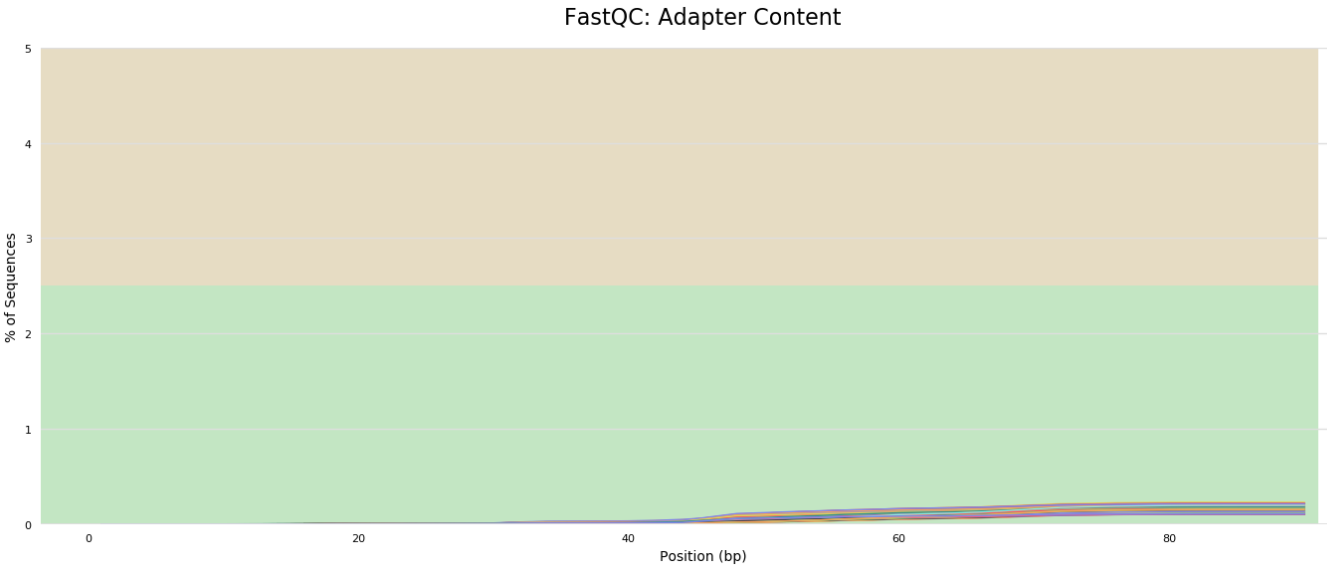 FastQC: Adapter Content
5
4
3
2
1
0
% of Sequences
0 20 40 60 80
Position (bp)